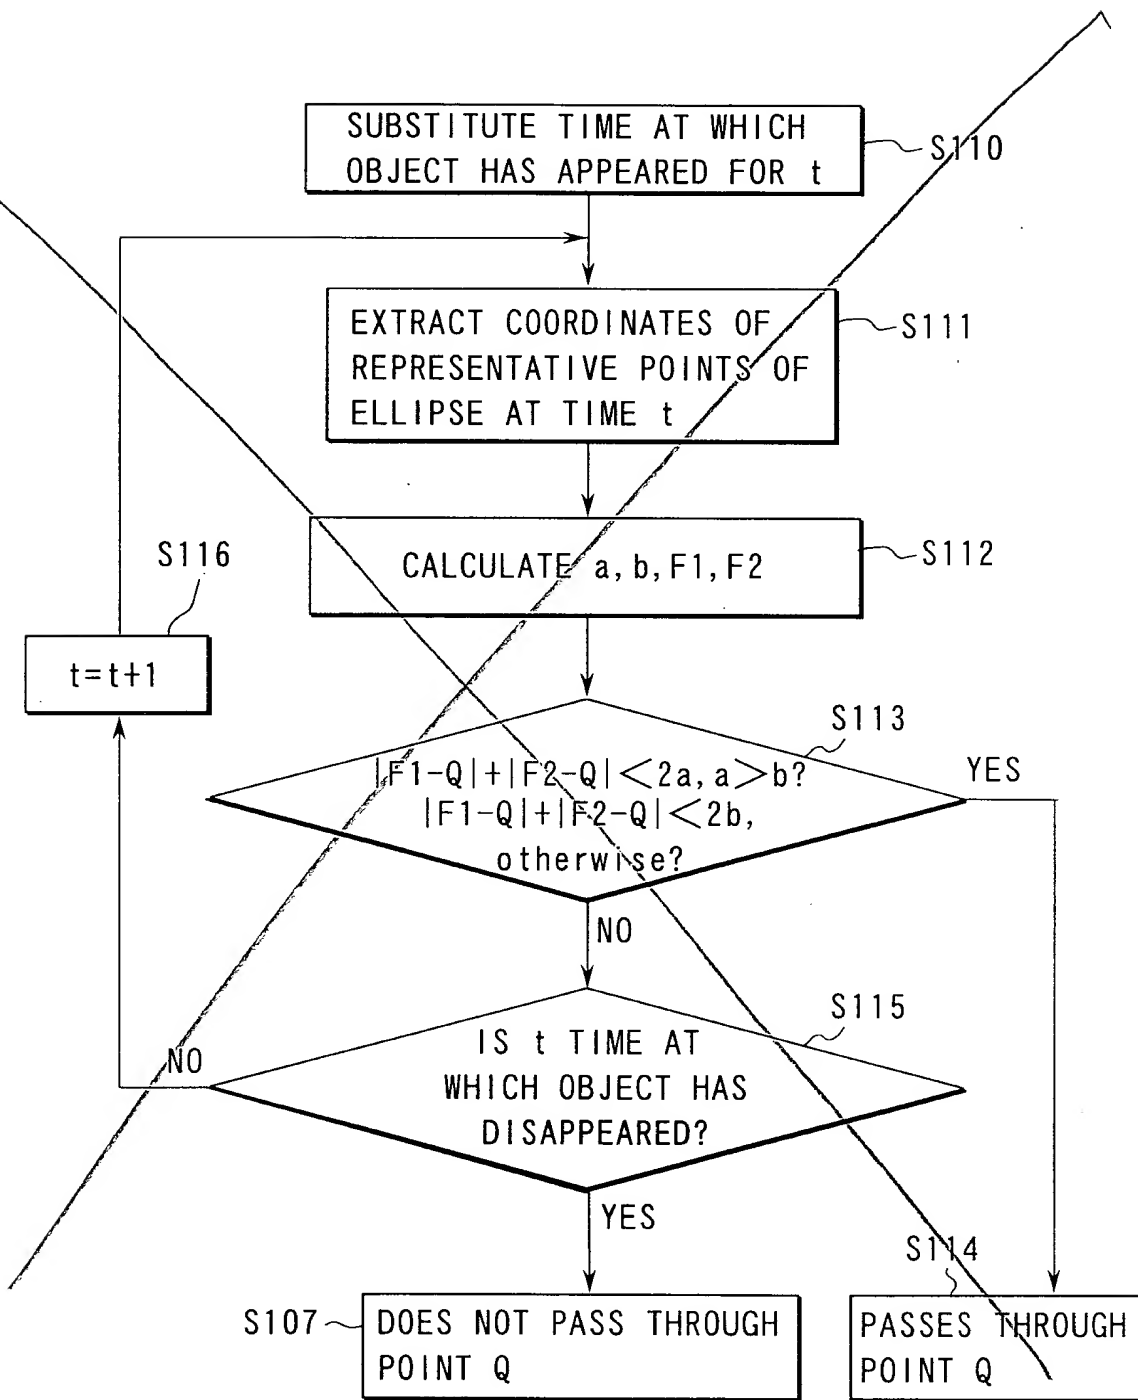 SUBSTITUTE TIME AT WHICH
OBJECT HAS APPEARED FOR t
S110
EXTRACT COORDINATES OF
REPRESENTATIVE POINTS OF
ELLIPSE AT TIME t
S111
CALCULATE a, b, F1, F2
S112
S116
t=t+1
S113
|F1-Q|+|F2-Q|<2a, a>b?
|F1-Q|+|F2-Q|<2b,
otherwise?
YES
NO
S115
IS t TIME AT
WHICH OBJECT HAS
DISAPPEARED?
NO
YES
S114
S107
DOES NOT PASS THROUGH
POINT Q
PASSES THROUGH
POINT Q